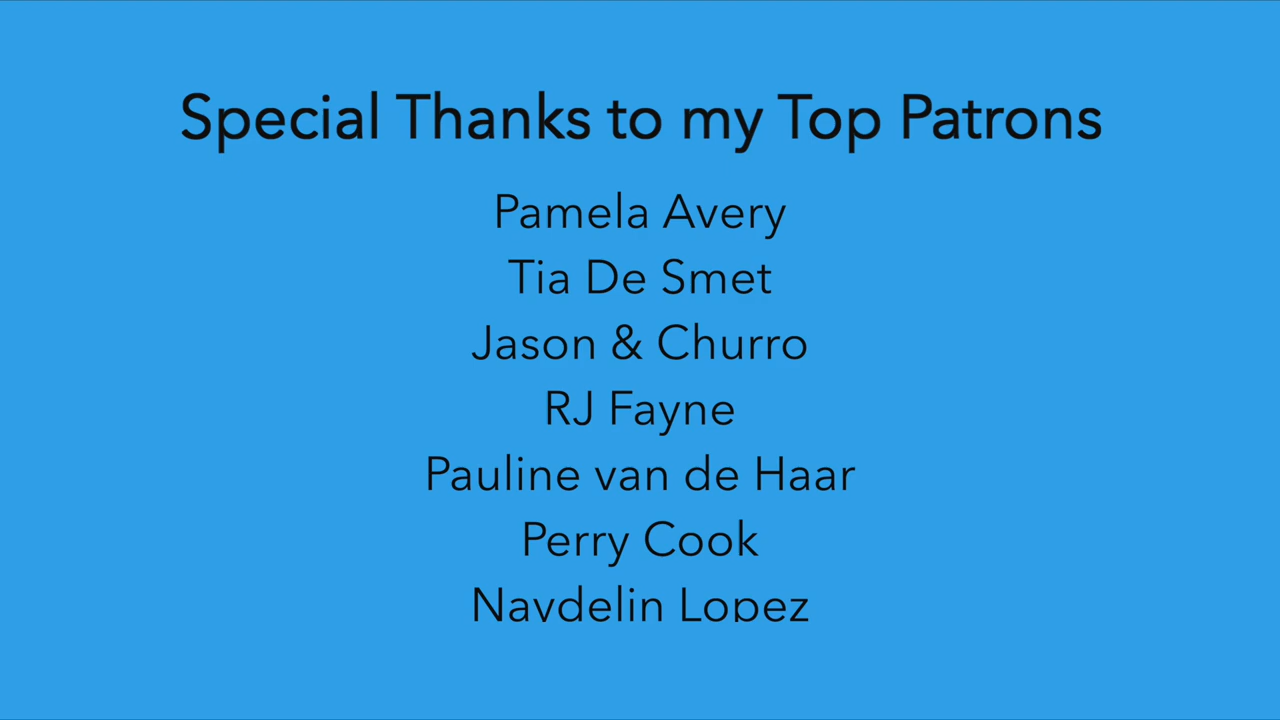 Special Thanks to my Top Patrons
Pamela Avery
Tia De Smet
Jason & Churro
RJ Fayne
Pauline van de Haar
Perry Cook
Naydelin Lopez